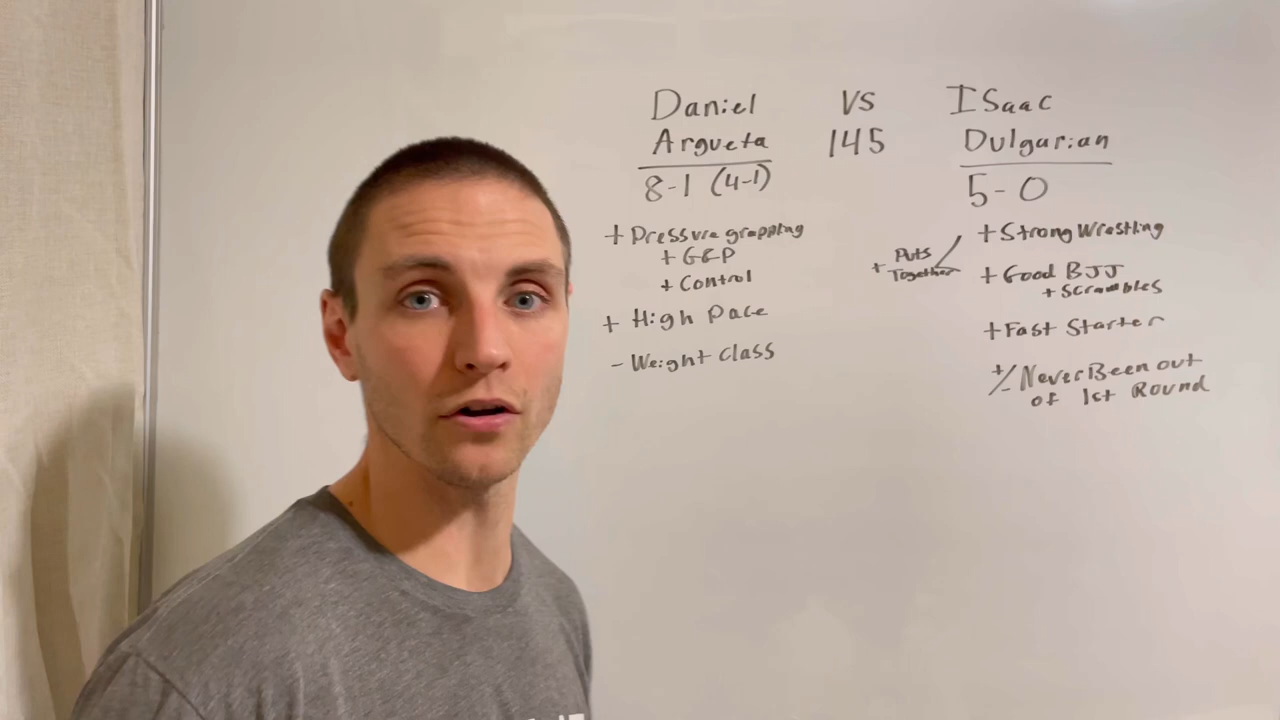 Daniel VS ISaac
Argueta 145 Dulgarian
8-1 (4-1) 5-0
+ Pressure grappling
+ G&P
+ Control
+ High Pace
- Weight Class
+ Strong Wrestling
+ Puts
Together
+ Good BJJ
+ Scrambles
+ Fast Starter
+/- Never Been out
of 1st Round